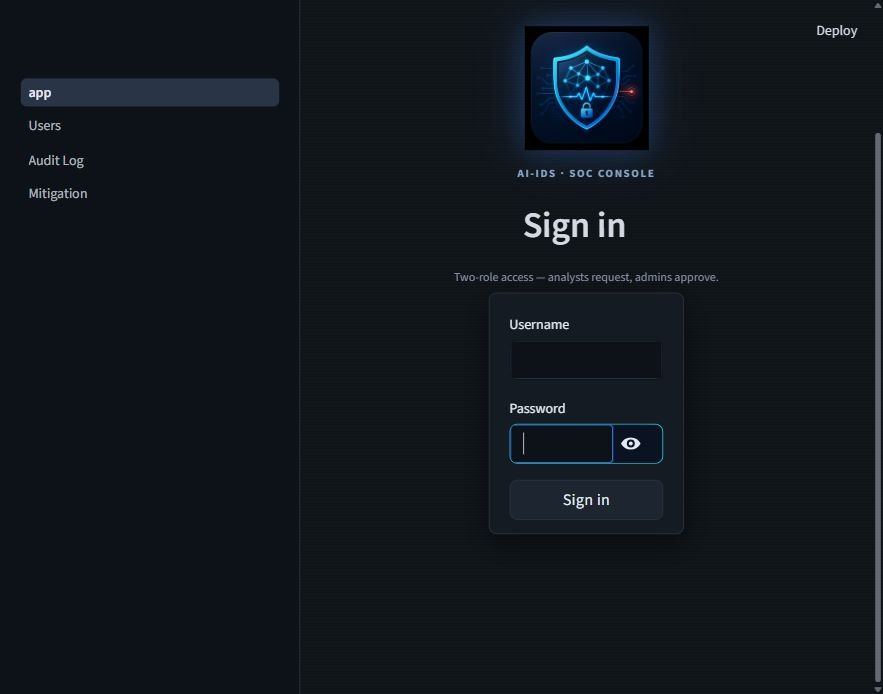 Deploy
app
Users
Audit Log
Mitigation
AI-IDS · SOC CONSOLE
Sign in
Two-role access — analysts request, admins approve.
Username
Password
Sign in